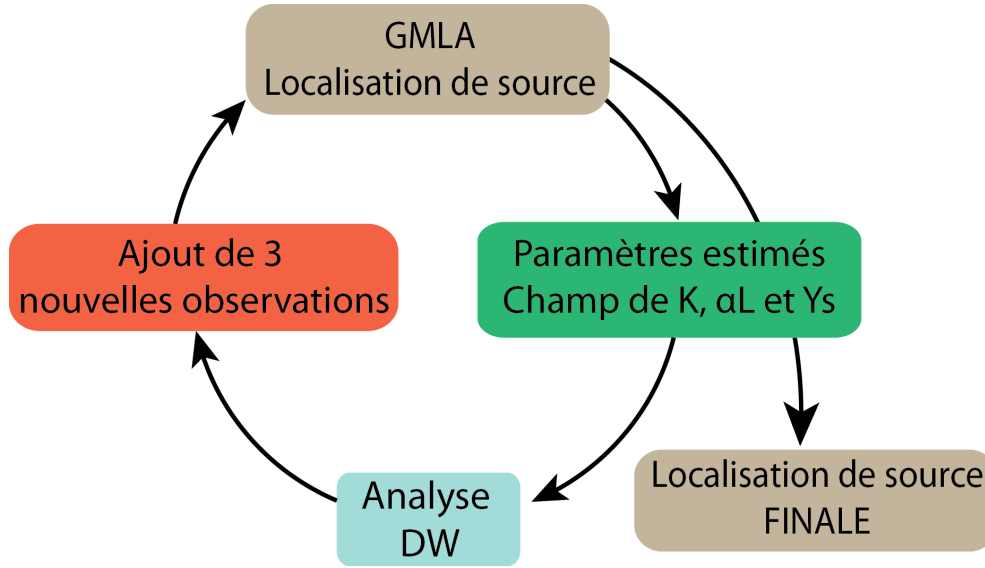 GMLA
Localisation de source
Ajout de 3
nouvelles observations
Paramètres estimés
Champ de K, αL et Ys
Analyse
DW
Localisation de source
FINALE